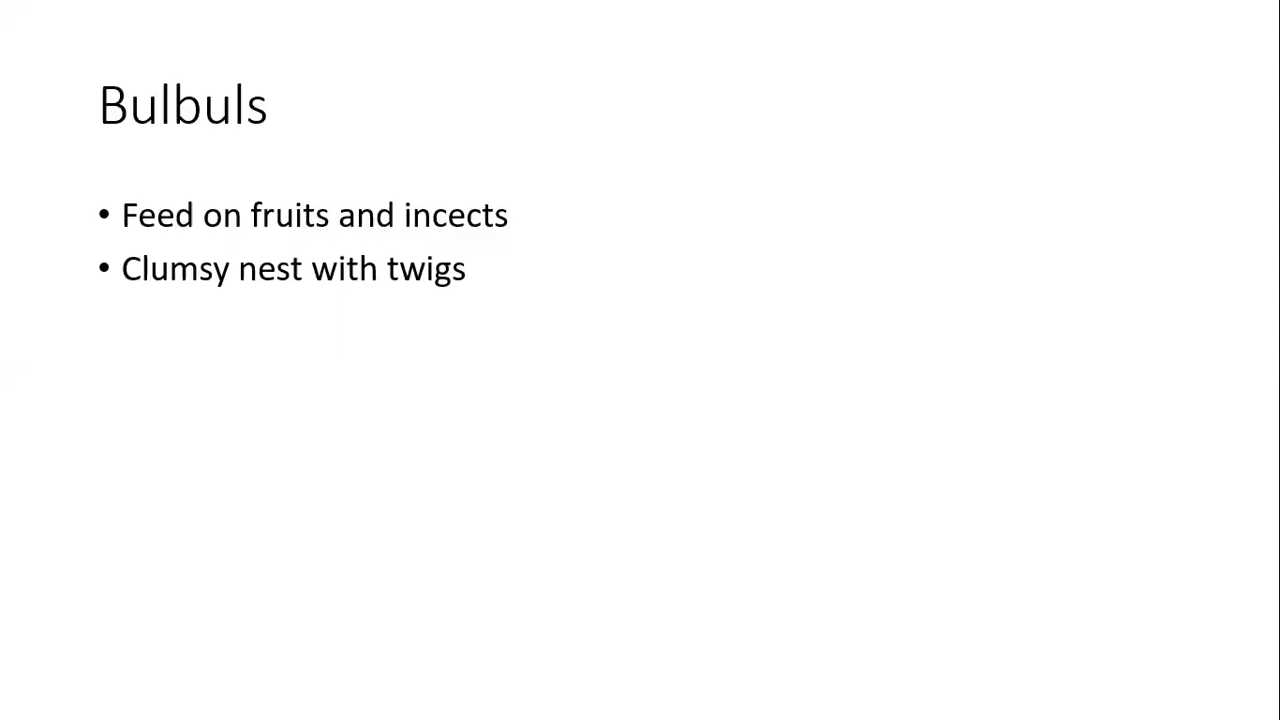 Bulbuls
• Feed on fruits and incects
• Clumsy nest with twigs